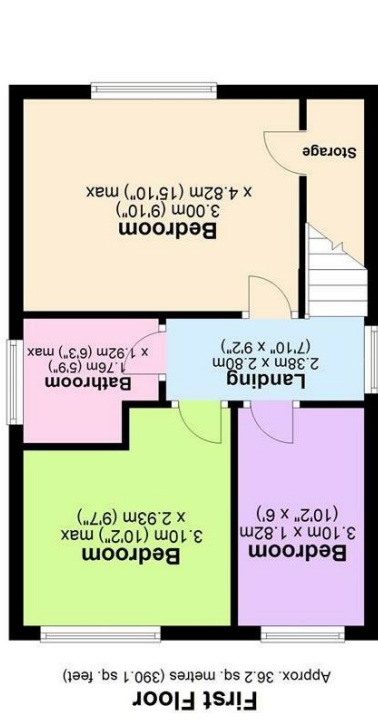 First Floor
Approx. 36.2 sq. metres (390.1 sq. feet)
Bedroom
3.10m x 1.82m
(10'2" x 6')
Bedroom
3.10m (10'2") max
x 2.93m (9'7")
Landing
2.38m x 2.80m
(7'10" x 9'2")
Bathroom
1.76m (5'9")
x 1.92m (6'3") max
Bedroom
3.00m (9'10")
x 4.82m (15'10") max
Storage